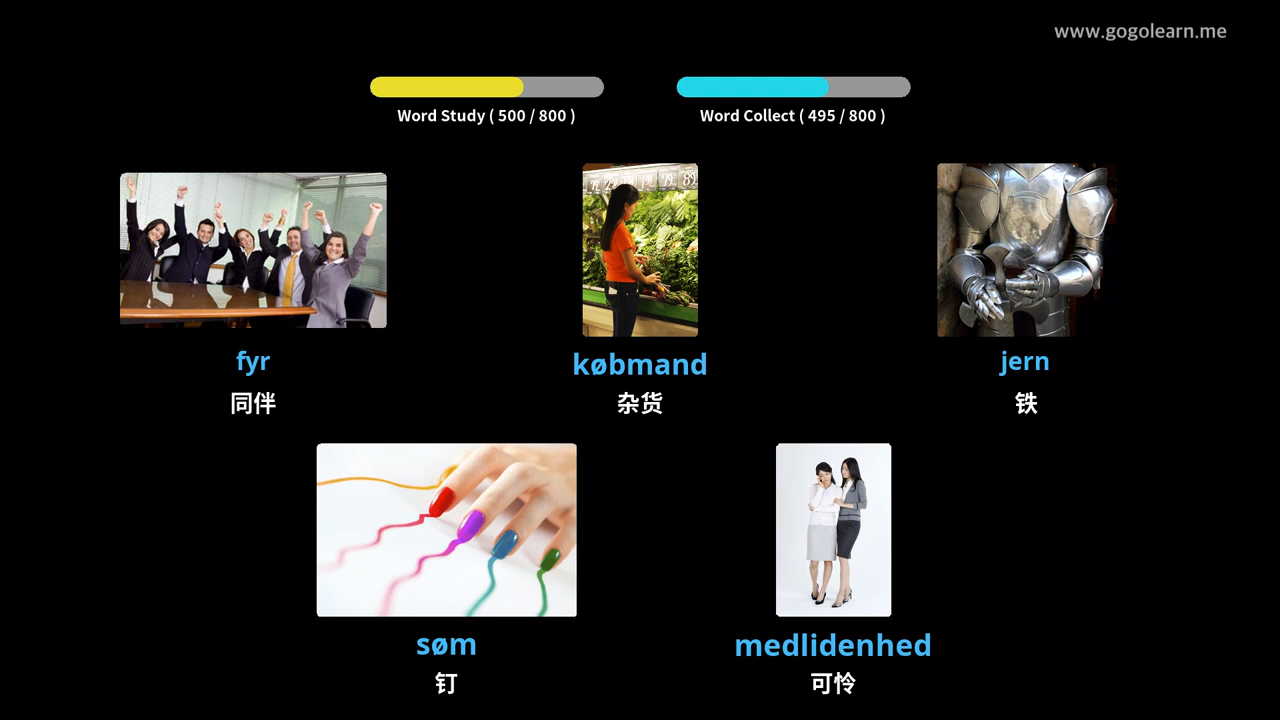 www.gogolearn.me
Word Study ( 500 / 800 )
Word Collect ( 495 / 800 )
fyr
同伴
købmand
杂货
jern
铁
søm
钉
medlidenhed
可怜